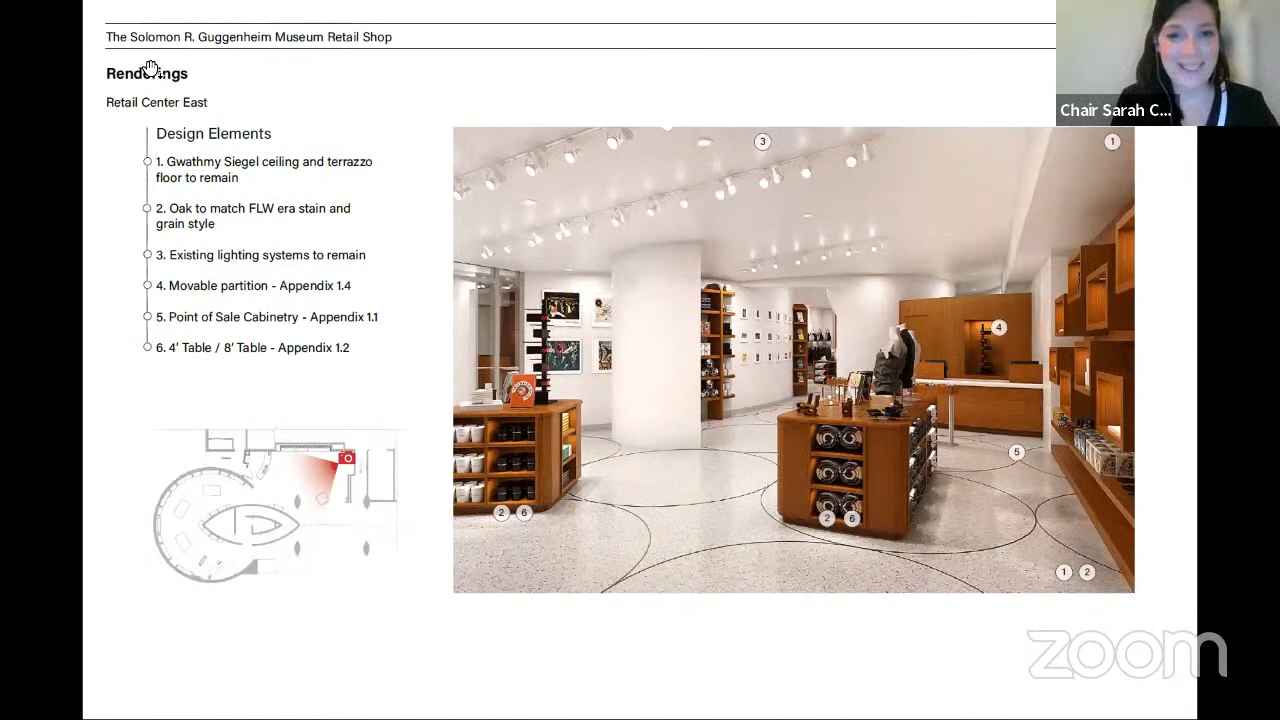 The Solomon R. Guggenheim Museum Retail Shop
Renderings
Retail Center East
Design Elements
1. Gwathmy Siegel ceiling and terrazzo
floor to remain
2. Oak to match FLW era stain and
grain style
3. Existing lighting systems to remain
4. Movable partition - Appendix 1.4
5. Point of Sale Cabinetry - Appendix 1.1
6. 4' Table / 8' Table - Appendix 1.2
Chair Sarah C...
3
1
4
5
2 6
2 6
1 2
zoom